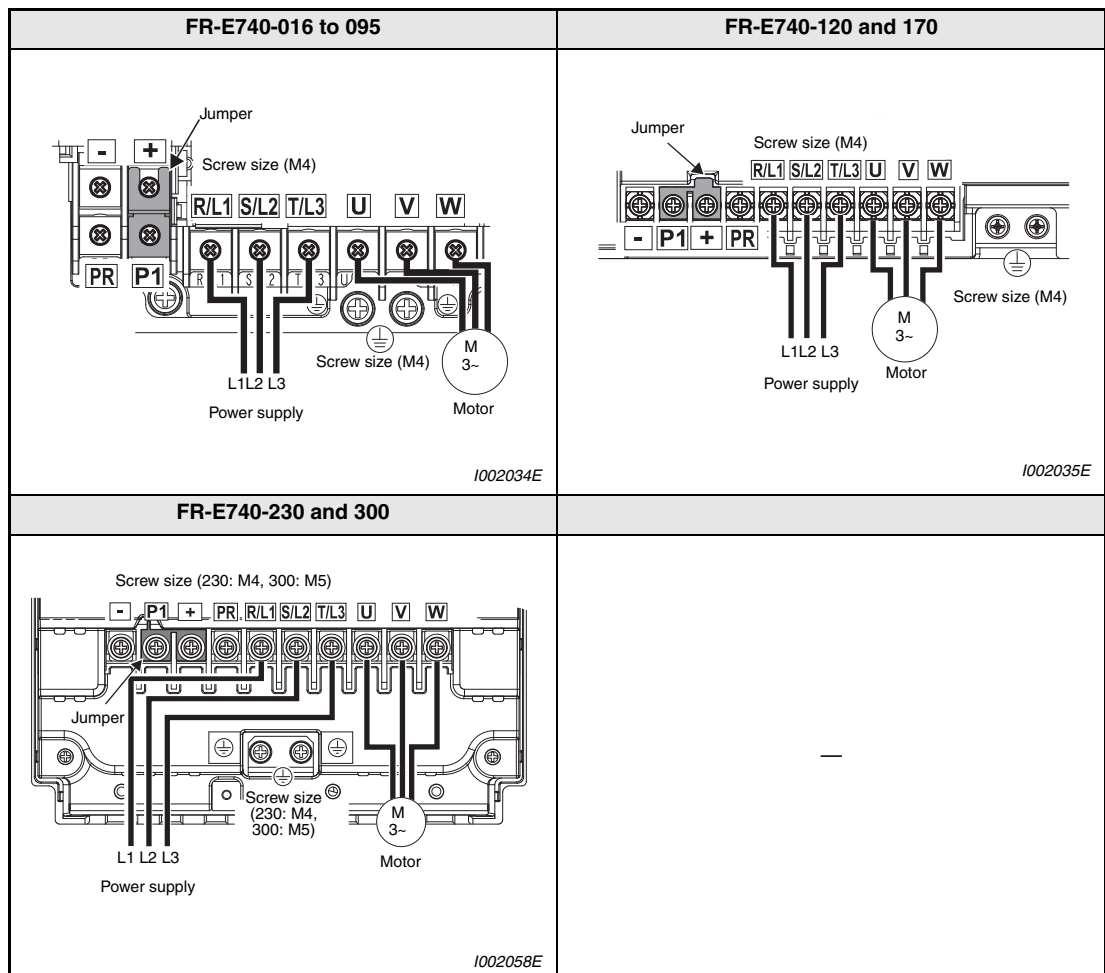 FR-E740-016 to 095
FR-E740-120 and 170
Jumper
- +
Screw size (M4)
R/L1 S/L2 T/L3 U V W
PR P1
Screw size (M4)
M
3~
L1L2 L3
Power supply
Motor
I002034E
Jumper
Screw size (M4)
R/L1 S/L2 T/L3 U V W
- P1 + PR
Screw size (M4)
M
3~
L1L2 L3
Motor
Power supply
I002035E
FR-E740-230 and 300
Screw size (230: M4, 300: M5)
- P1 + PR R/L1 S/L2 T/L3 U V W
Jumper
Screw size
(230: M4,
300: M5)
M
3~
L1 L2 L3
Motor
Power supply
I002058E
—